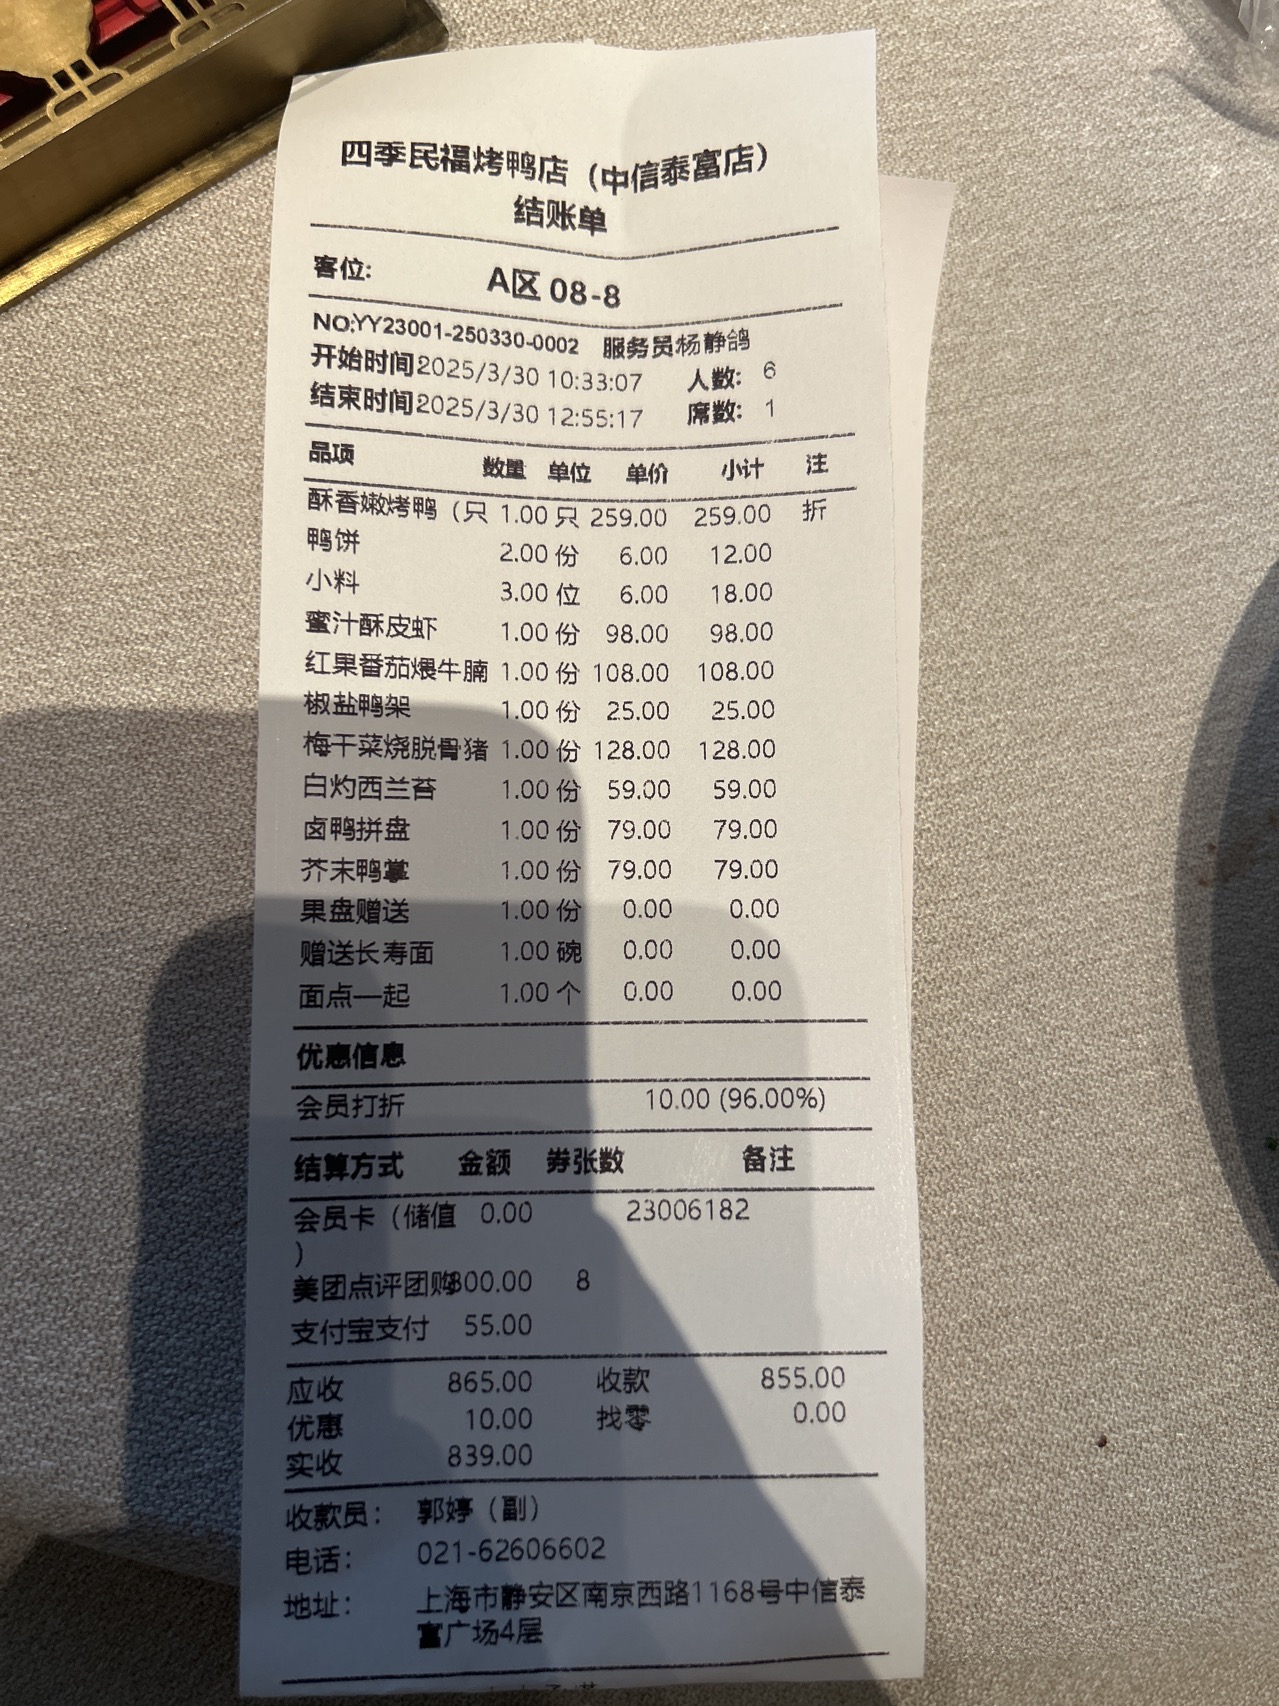 四季民福烤鸭店（中信泰富店）
结账单
客位: A区 08-8
NO:YY23001-250330-0002 服务员杨静鸽
开始时间2025/3/30 10:33:07 人数: 6
结束时间2025/3/30 12:55:17 席数: 1
品项 数量 单位 单价 小计 注
酥香嫩烤鸭（只 1.00 只 259.00 259.00 折
鸭饼 2.00 份 6.00 12.00
小料 3.00 位 6.00 18.00
蜜汁酥皮虾 1.00 份 98.00 98.00
红果番茄煨牛腩 1.00 份 108.00 108.00
椒盐鸭架 1.00 份 25.00 25.00
梅干菜烧脱骨猪 1.00 份 128.00 128.00
白灼西兰苔 1.00 份 59.00 59.00
卤鸭拼盘 1.00 份 79.00 79.00
芥末鸭掌 1.00 份 79.00 79.00
果盘赠送 1.00 份 0.00 0.00
赠送长寿面 1.00 碗 0.00 0.00
面点一起 1.00 个 0.00 0.00
优惠信息
会员打折 10.00 (96.00%)
结算方式 金额 券张数 备注
会员卡（储值 0.00 23006182
）
美团点评团购800.00 8
支付宝支付 55.00
应收 865.00 收款 855.00
优惠 10.00 找零 0.00
实收 839.00
收款员: 郭婷（副）
电话: 021-62606602
地址: 上海市静安区南京西路1168号中信泰
富广场4层